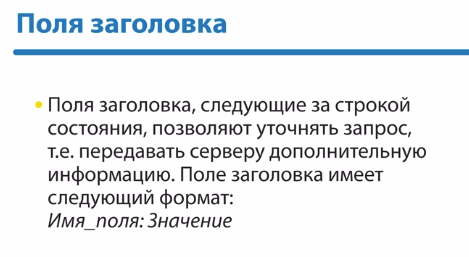 Поля заголовка
Поля заголовка, следующие за строкой
состояния, позволяют уточнять запрос,
т.е. передавать серверу дополнительную
информацию. Поле заголовка имеет
следующий формат:
Имя_поля: Значение